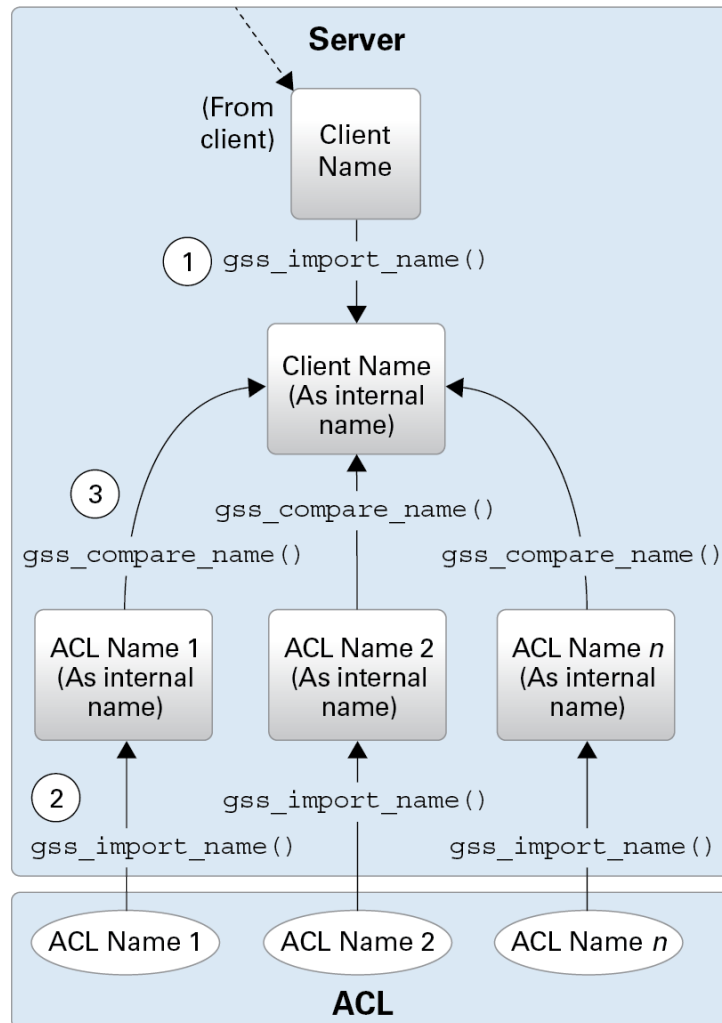 Server
(From
client)
Client
Name
1
gss_import_name()
Client Name
(As internal
name)
3
gss_compare_name()
gss_compare_name()
gss_compare_name()
ACL Name 1
(As internal
name)
ACL Name 2
(As internal
name)
ACL Name n
(As internal
name)
2
gss_import_name()
gss_import_name()
gss_import_name()
ACL Name 1
ACL Name 2
ACL Name n
ACL